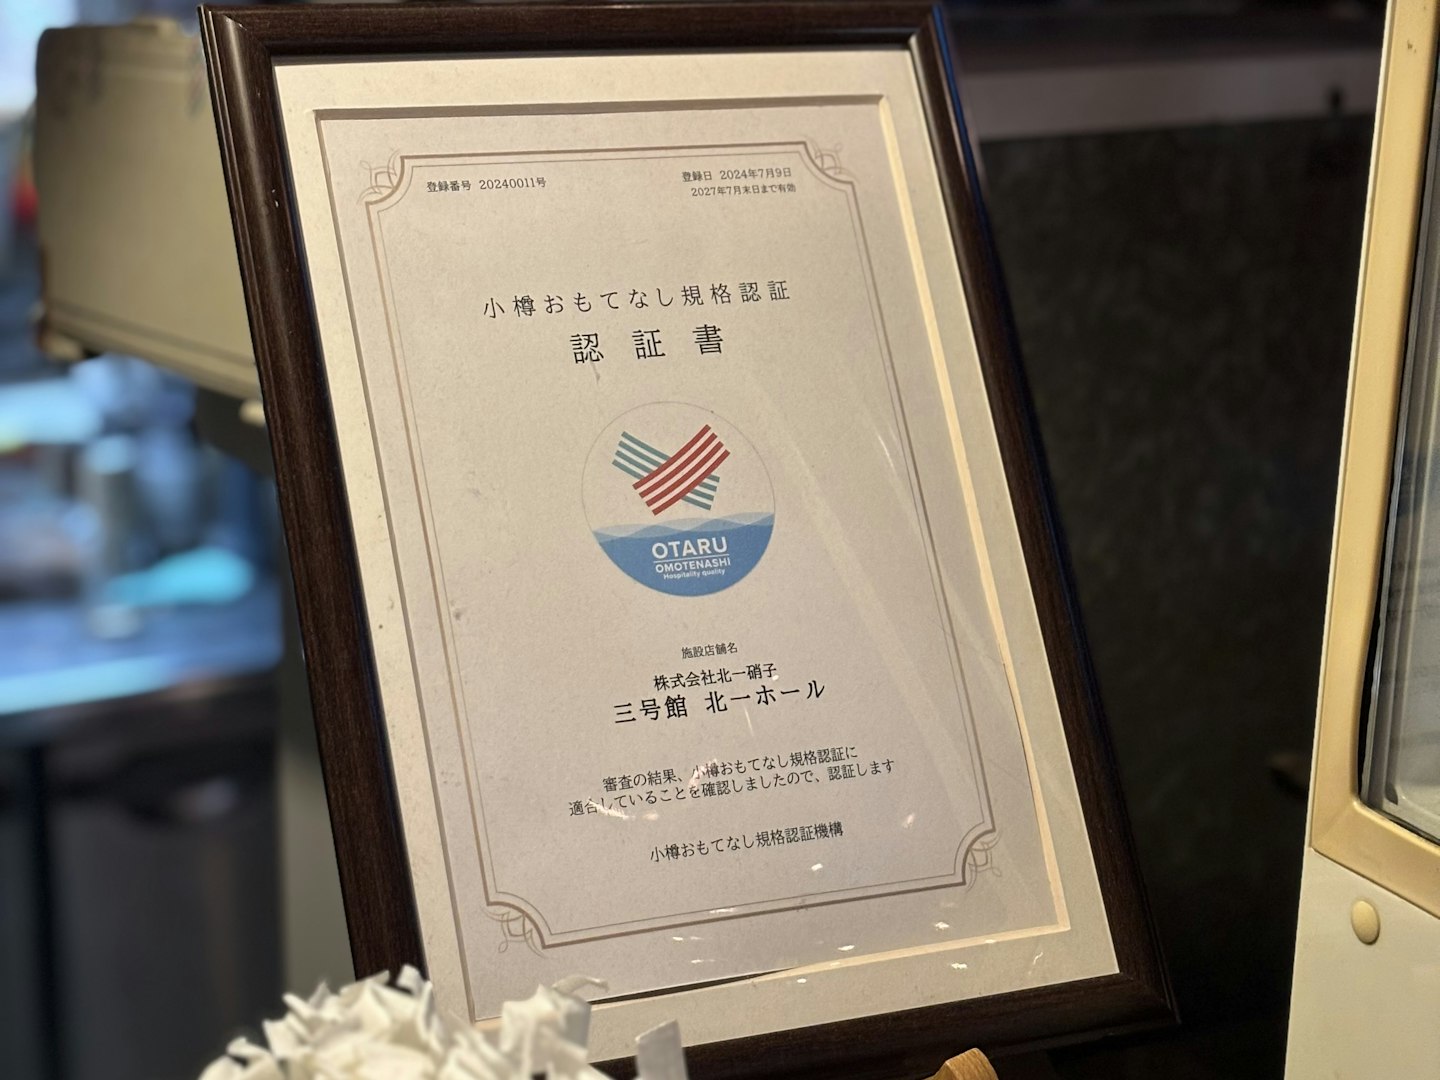 登録番号 20240011号
登録日 2024年7月9日
2027年7月末日まで有効
小樽おもてなし規格認証
認証書
OTARU
OMOTENASHI
Hospitality quality
施設店舗名
株式会社北一硝子
三号館 北一ホール
審査の結果、小樽おもてなし規格認証に
適合していることを確認しましたので、認証します
小樽おもてなし規格認証機構